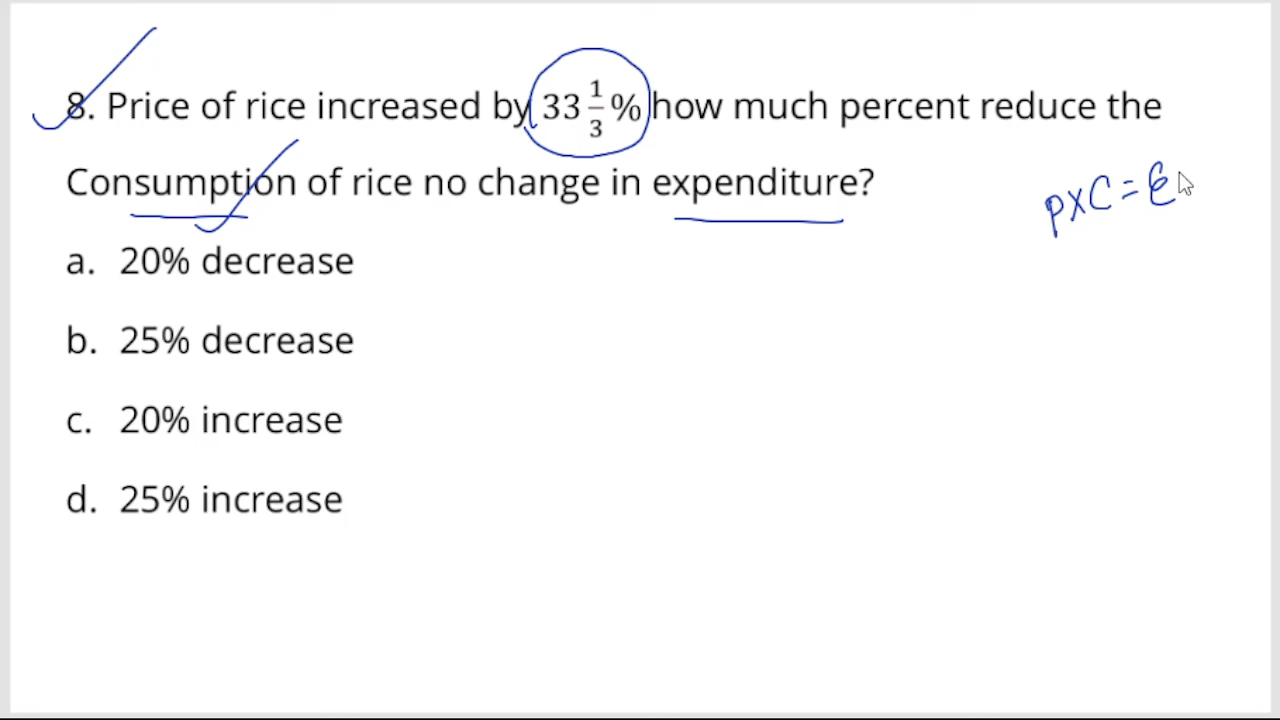 8. Price of rice increased by 33 1/3 % how much percent reduce the
Consumption of rice no change in expenditure?
P×C=E
a. 20% decrease
b. 25% decrease
c. 20% increase
d. 25% increase